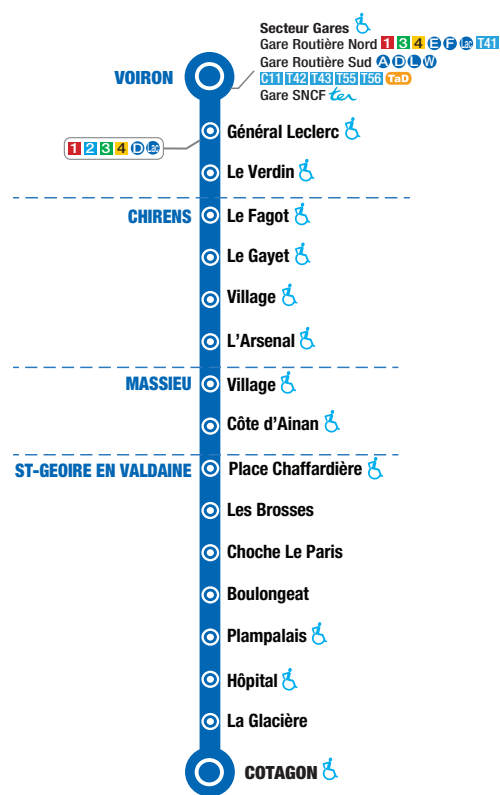 Secteur Gares
Gare Routière Nord 1 3 4 E F Lac T41
VOIRON
Gare Routière Sud A D L W
C11 T42 T43 T55 T56 TaD
Gare SNCF ter
Général Leclerc
1 2 3 4 D Lac
Le Verdin
CHIRENS Le Fagot
Le Gayet
Village
L'Arsenal
MASSIEU Village
Côte d'Ainan
ST-GEOIRE EN VALDAINE Place Chaffardière
Les Brosses
Choche Le Paris
Boulongeat
Plampalais
Hôpital
La Glacière
COTAGON